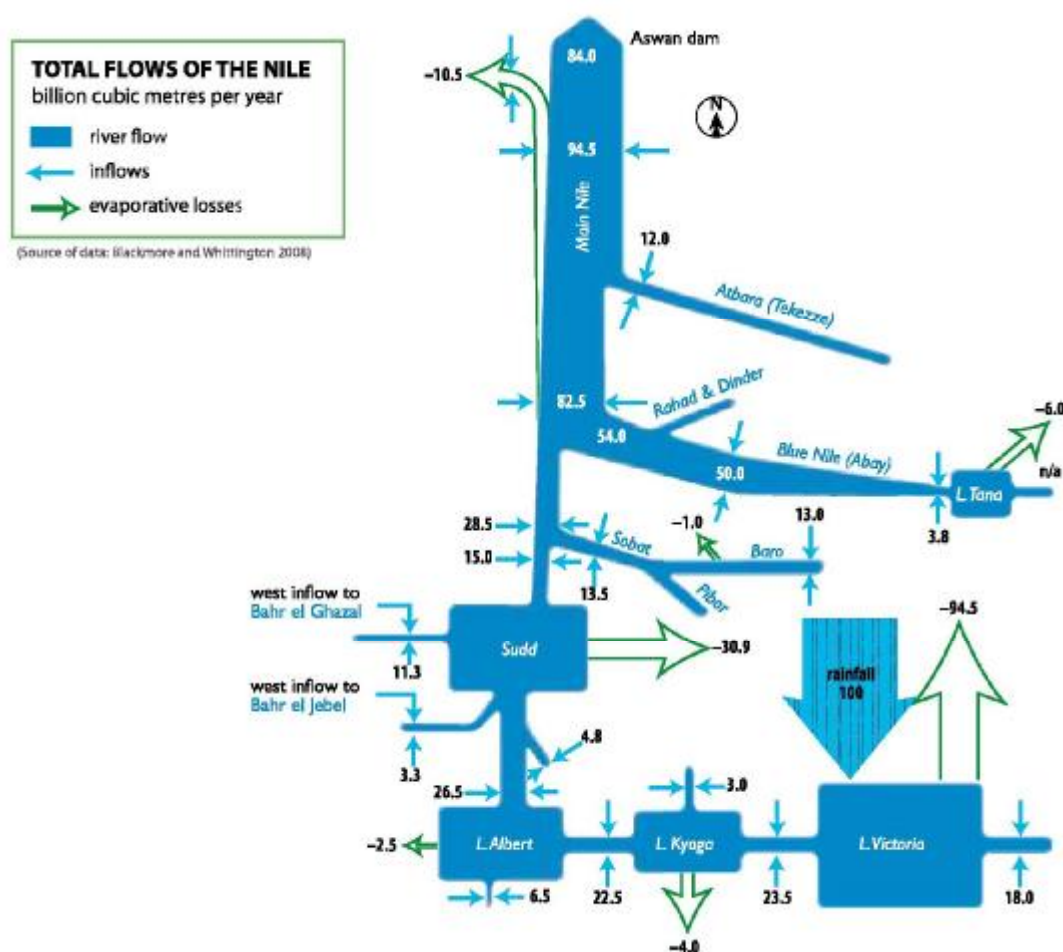 TOTAL FLOWS OF THE NILE
billion cubic metres per year
river flow
inflows
evaporative losses
(Source of data: Blackmore and Whittington 2008)
Aswan dam
84.0
–10.5
N
94.5
Main Nile
12.0
Atbara (Tekezze)
82.5
Rahad & Dinder
54.0
–6.0
Blue Nile (Abay)
50.0
n/a
L. Tana
3.8
28.5
–1.0
13.0
Sobat
Baro
15.0
13.5
Pibor
west inflow to
Bahr el Ghazal
11.3
Sudd
–30.9
–94.5
rainfall
100
west inflow to
Bahr el Jebel
3.3
4.8
26.5
3.0
–2.5
L. Albert
L. Kyoga
L. Victoria
6.5
22.5
23.5
18.0
–4.0